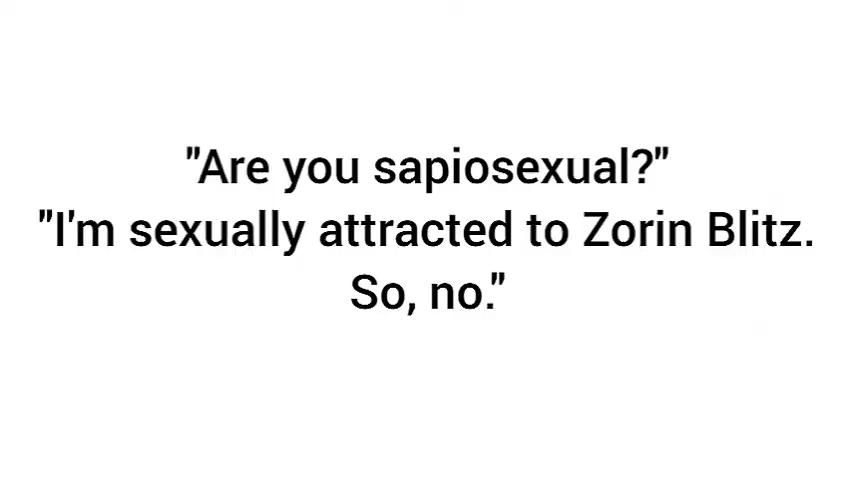 "Are you sapiosexual?"
"I'm sexually attracted to Zorin Blitz.
So, no."